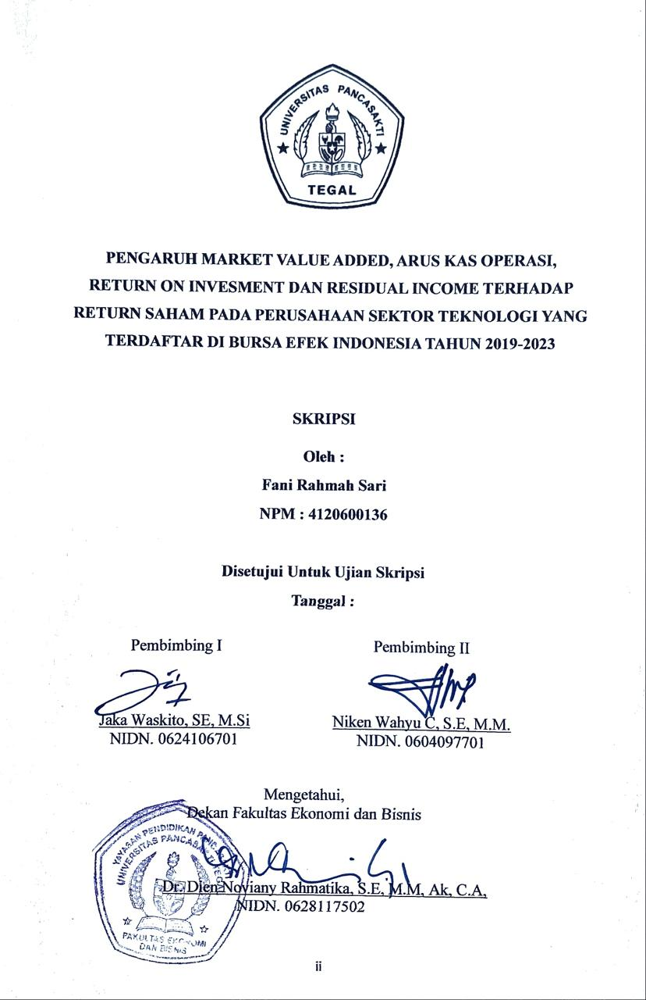 UNIVERSITAS PANCASAKTI
TEGAL
PENGARUH MARKET VALUE ADDED, ARUS KAS OPERASI,
RETURN ON INVESMENT DAN RESIDUAL INCOME TERHADAP
RETURN SAHAM PADA PERUSAHAAN SEKTOR TEKNOLOGI YANG
TERDAFTAR DI BURSA EFEK INDONESIA TAHUN 2019-2023
SKRIPSI
Oleh :
Fani Rahmah Sari
NPM : 4120600136
Disetujui Untuk Ujian Skripsi
Tanggal :
Pembimbing I
Pembimbing II
Jaka Waskito, SE, M.Si
Niken Wahyu C, S.E, M.M.
NIDN. 0624106701
NIDN. 0604097701
Mengetahui,
Dekan Fakultas Ekonomi dan Bisnis
YAYASAN PENDIDIKAN
UNIVERSITAS
Dr. Dien Noviany Rahmatika, S.E, M.M, Ak, C.A,
NIDN. 0628117502
FAKULTAS EKONOMI
DAN BISNIS
ii